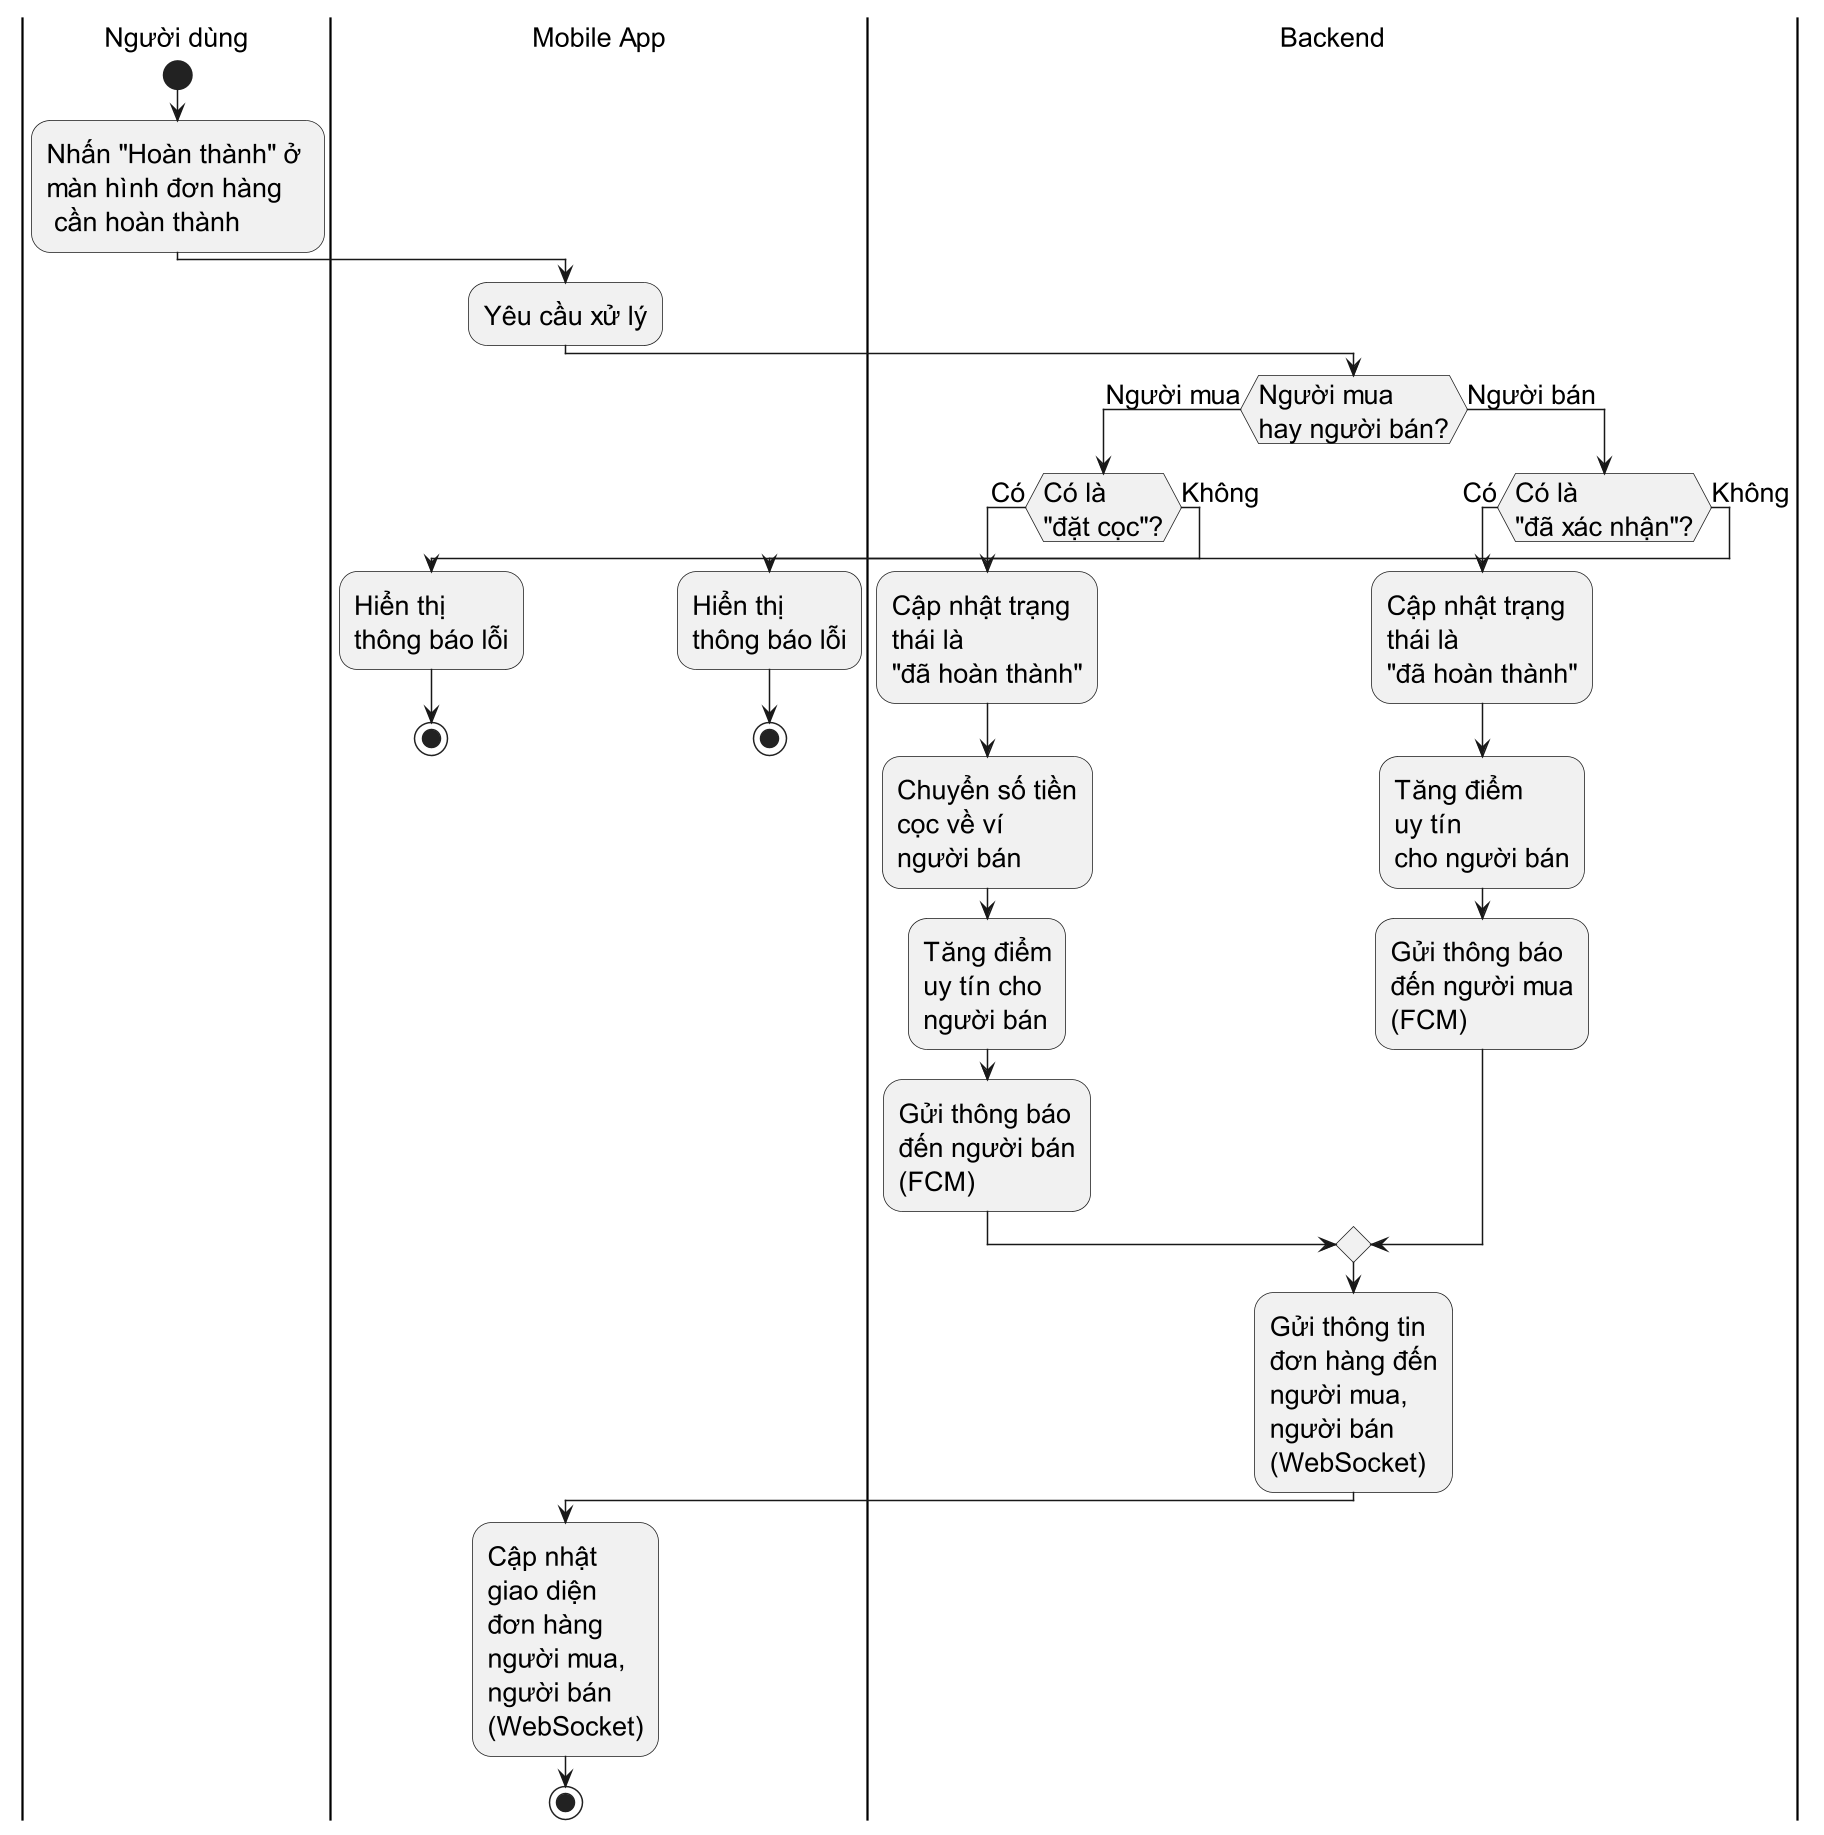 Người dùng
Mobile App
Backend
Nhấn "Hoàn thành" ở
màn hình đơn hàng
cần hoàn thành
Yêu cầu xử lý
Người mua
Người mua
hay người bán?
Người bán
Có
Có là
"đặt cọc"?
Không
Có
Có là
"đã xác nhận"?
Không
Hiển thị
thông báo lỗi
Hiển thị
thông báo lỗi
Cập nhật trạng
thái là
"đã hoàn thành"
Cập nhật trạng
thái là
"đã hoàn thành"
Chuyển số tiền
cọc về ví
người bán
Tăng điểm
uy tín
cho người bán
Tăng điểm
uy tín cho
người bán
Gửi thông báo
đến người mua
(FCM)
Gửi thông báo
đến người bán
(FCM)
Gửi thông tin
đơn hàng đến
người mua,
người bán
(WebSocket)
Cập nhật
giao diện
đơn hàng
người mua,
người bán
(WebSocket)